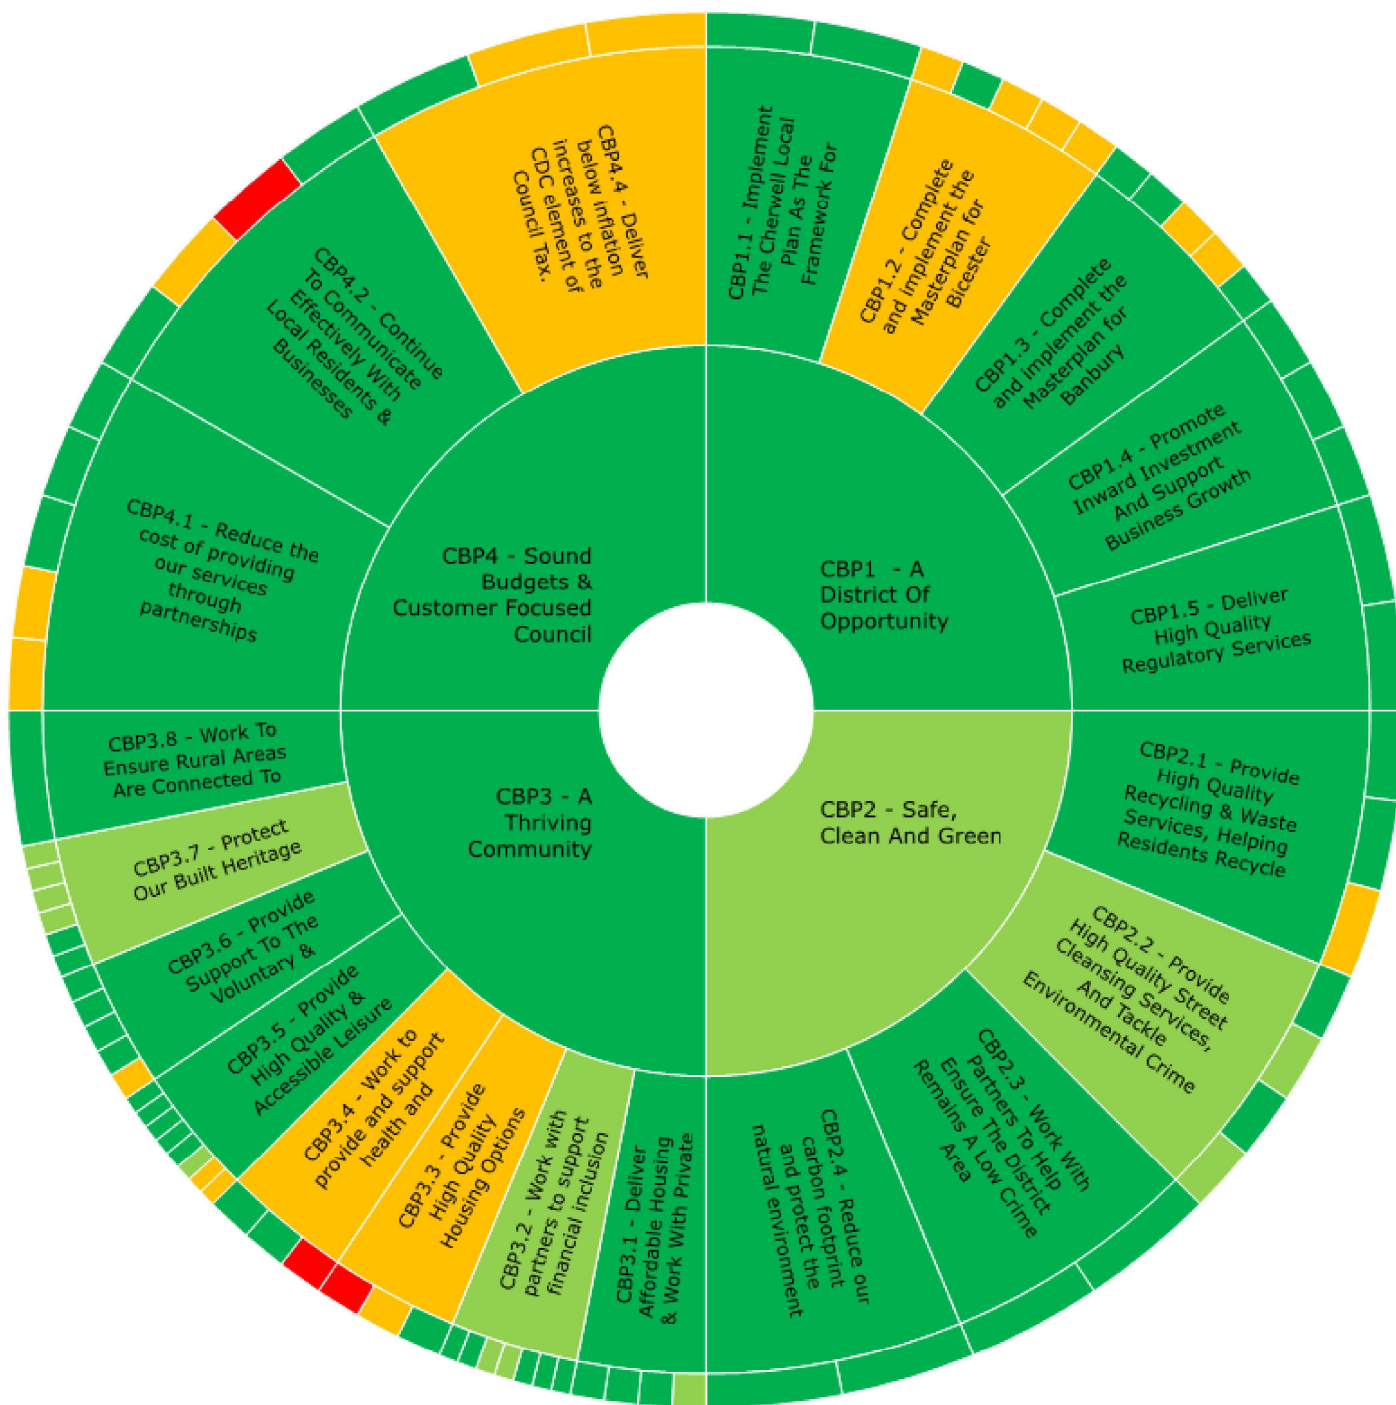 CBP1.1 - Implement
The Cherwell Local
Plan As The
Framework For
CBP1.2 - Complete
and implement the
Masterplan for
Bicester
CBP1.3 - Complete
and implement the
Masterplan for
Banbury
CBP1.4 - Promote
Inward Investment
And Support
Business Growth
CBP1.5 - Deliver
High Quality
Regulatory Services
CBP1  - A
District Of
Opportunity
CBP2.1 - Provide
High Quality
Recycling & Waste
Services, Helping
Residents Recycle
CBP2.2 - Provide
High Quality Street
Cleansing Services,
And Tackle
Environmental Crime
CBP2.3 - Work With
Partners To Help
Ensure The District
Remains A Low Crime
Area
CBP2.4 - Reduce our
carbon footprint
and protect the
natural environment
CBP2 - Safe,
Clean And Green
CBP3.1 - Deliver
Affordable Housing
& Work With Private
CBP3.2 - Work with
partners to support
financial inclusion
CBP3.3 - Provide
High Quality
Housing Options
CBP3.4 - Work to
provide and support
health and
CBP3.5 - Provide
High Quality &
Accessible Leisure
CBP3.6 - Provide
Support To The
Voluntary &
CBP3.7 - Protect
Our Built Heritage
CBP3.8 - Work To
Ensure Rural Areas
Are Connected To
CBP3 - A
Thriving
Community
CBP4.1 - Reduce the
cost of providing
our services
through
partnerships
CBP4.2 - Continue
To Communicate
Effectively With
Local Residents &
Businesses
CBP4.4 - Deliver
below inflation
increases to the
CDC element of
Council Tax.
CBP4 - Sound
Budgets &
Customer Focused
Council